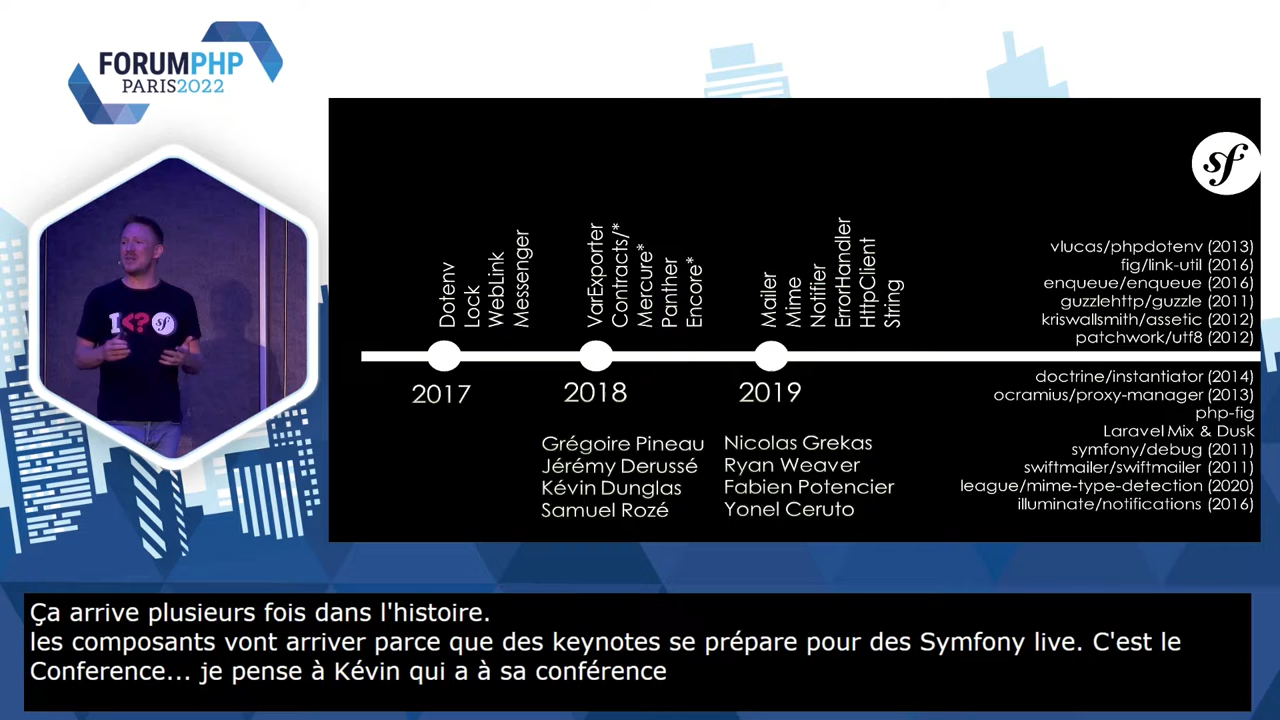 FORUMPHP
PARIS2022
I <? sf
sf
Dotenv
Lock
WebLink
Messenger
VarExporter
Contracts/*
Mercure*
Panther
Encore*
Mailer
Mime
Notifier
ErrorHandler
HttpClient
String
vlucas/phpdotenv (2013)
fig/link-util (2016)
enqueue/enqueue (2016)
guzzlehttp/guzzle (2011)
kriswallsmith/assetic (2012)
patchwork/utf8 (2012)
2017
2018
2019
doctrine/instantiator (2014)
ocramius/proxy-manager (2013)
php-fig
Laravel Mix & Dusk
symfony/debug (2011)
swiftmailer/swiftmailer (2011)
league/mime-type-detection (2020)
illuminate/notifications (2016)
Grégoire Pineau
Jérémy Derussé
Kévin Dunglas
Samuel Rozé
Nicolas Grekas
Ryan Weaver
Fabien Potencier
Yonel Ceruto
Ça arrive plusieurs fois dans l'histoire.
les composants vont arriver parce que des keynotes se prépare pour des Symfony live. C'est le
Conference... je pense à Kévin qui a à sa conférence